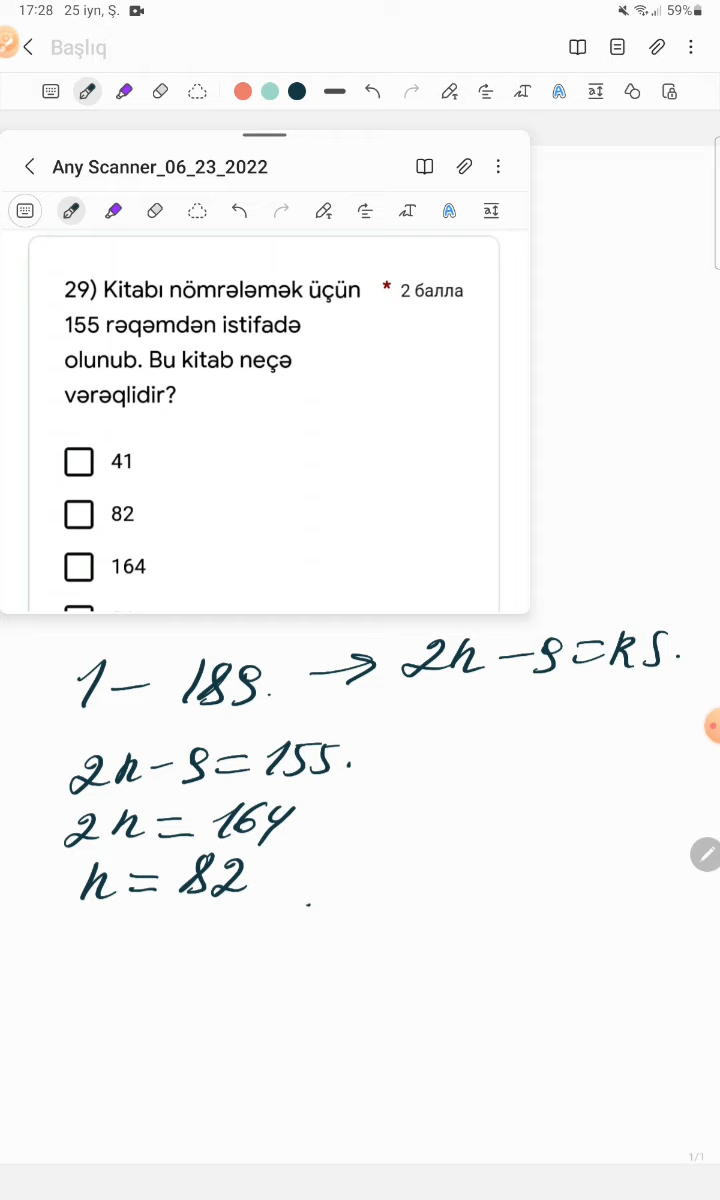 17:28 25 iyn, Ş. 59%
Başlıq
Any Scanner_06_23_2022
29) Kitabı nömrələmək üçün * 2 балла
155 rəqəmdən istifadə
olunub. Bu kitab neçə
vərəqlidir?
41
82
164
1 – 189. → 2n – 9 = RS.
2n – 9 = 155.
2n = 164
n = 82
1/1